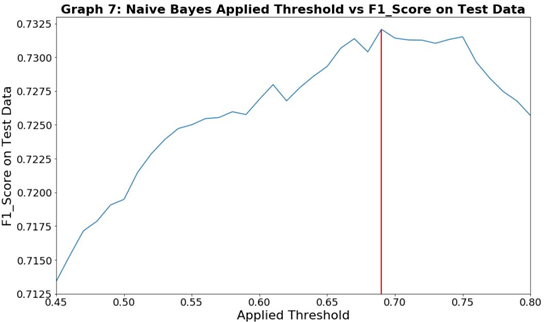 Graph 7: Naive Bayes Applied Threshold vs F1_Score on Test Data
F1_Score on Test Data
0.7325
0.7300
0.7275
0.7250
0.7225
0.7200
0.7175
0.7150
0.7125
0.45 0.50 0.55 0.60 0.65 0.70 0.75 0.80
Applied Threshold